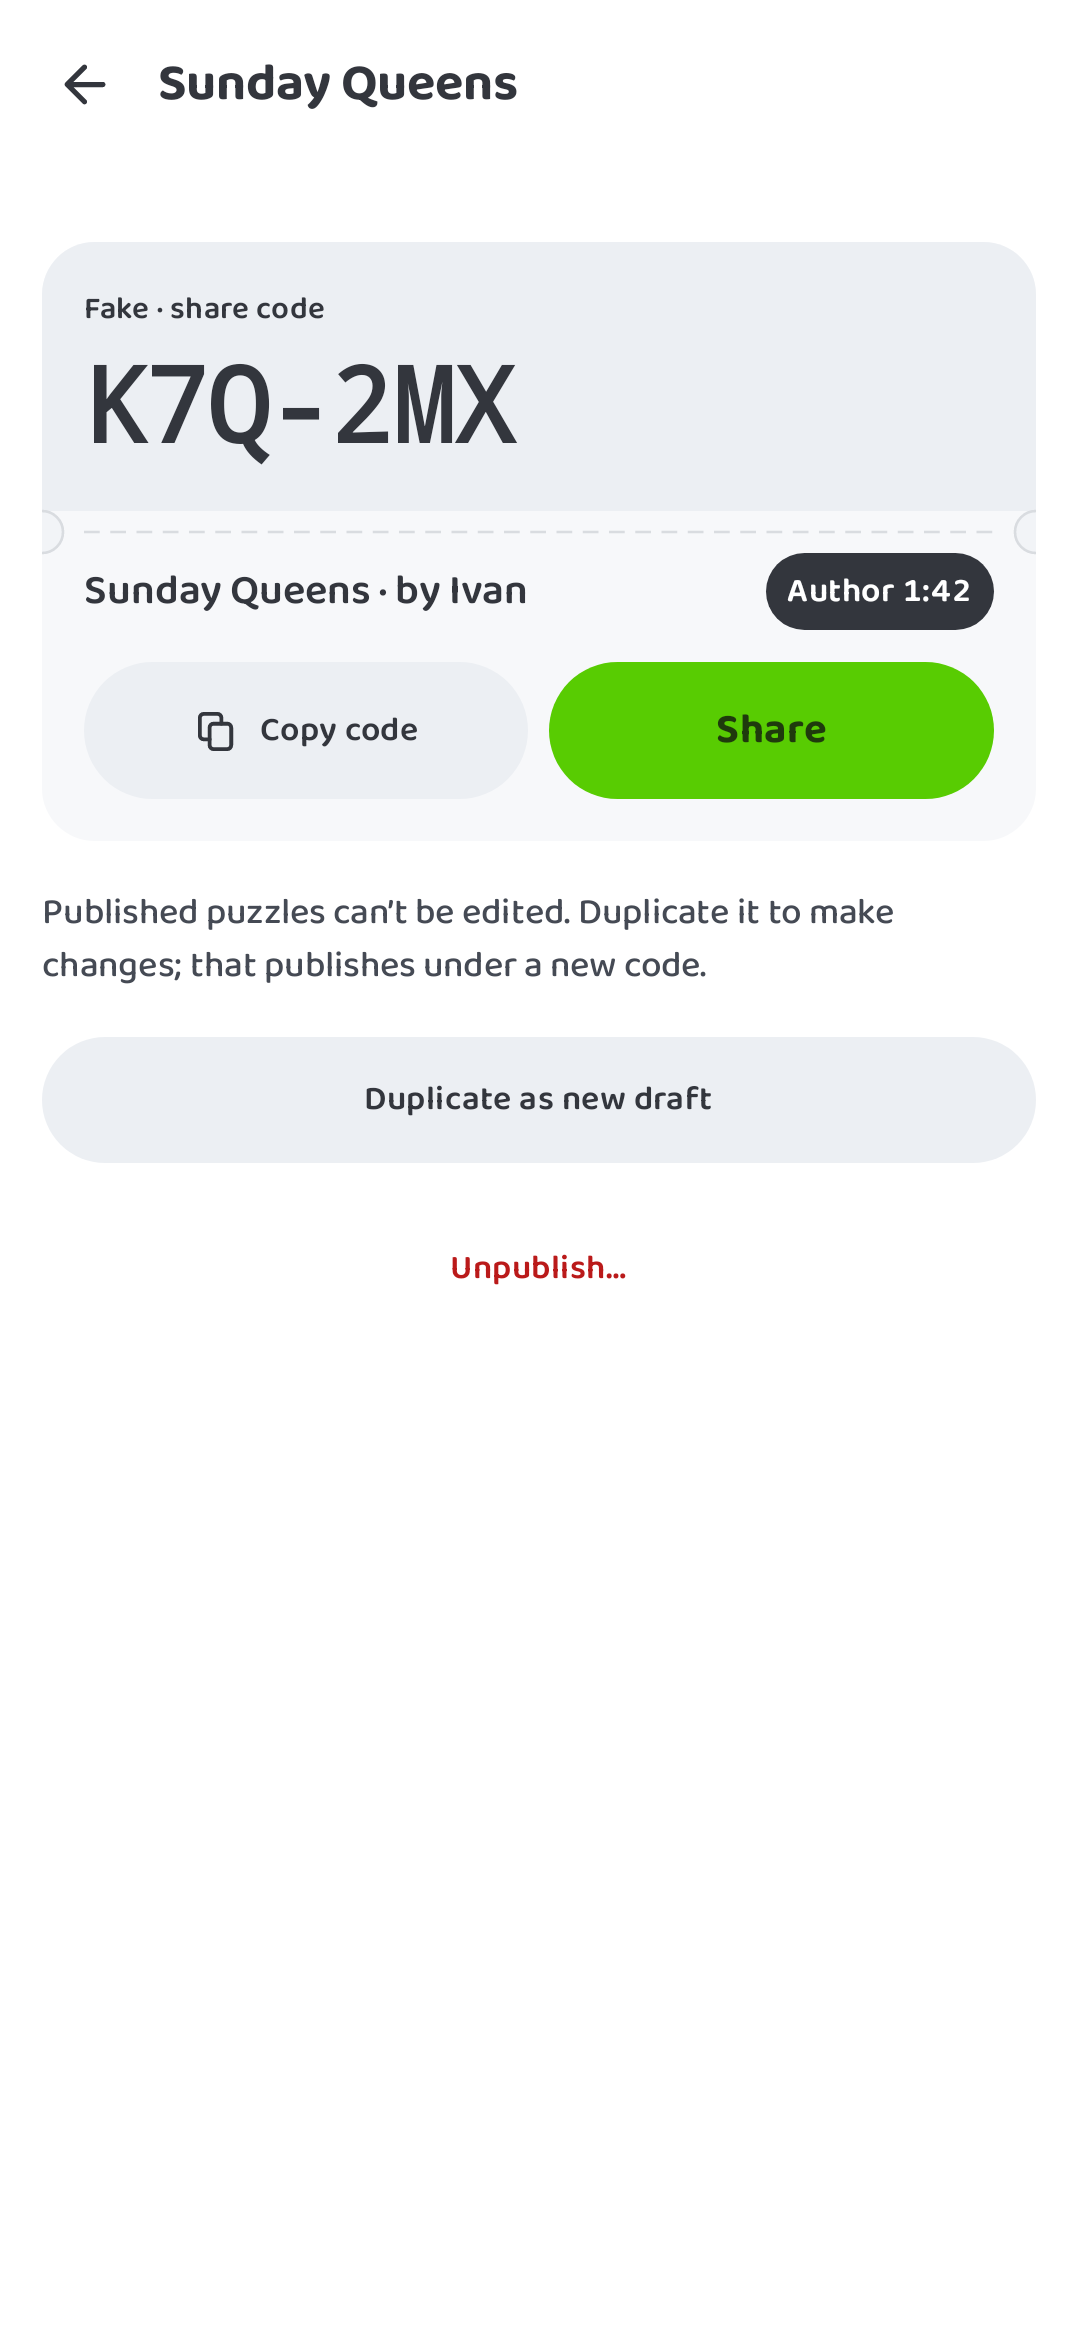 Sunday Queens
Fake · share code
K7Q-2MX
Sunday Queens · by Ivan
Author 1:42
Copy code
Share
Published puzzles can’t be edited. Duplicate it to make
changes; that publishes under a new code.
Duplicate as new draft
Unpublish…